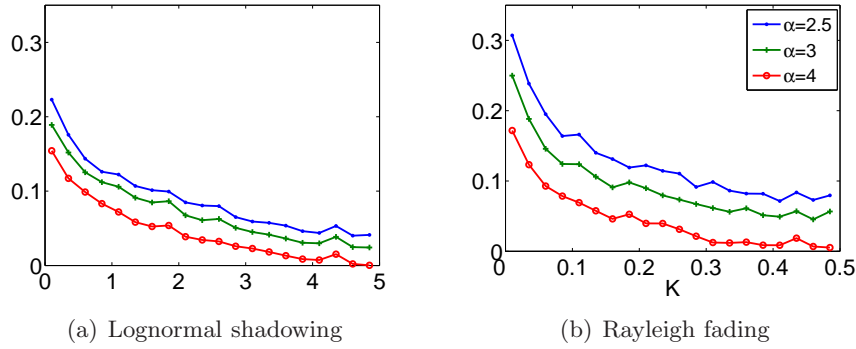 0.3
0.2
0.1
0
0 1 2 3 4 5
(a) Lognormal shadowing
0.3
0.2
0.1
0
0 0.1 0.2 0.3 0.4 0.5
K
α=2.5
α=3
α=4
(b) Rayleigh fading